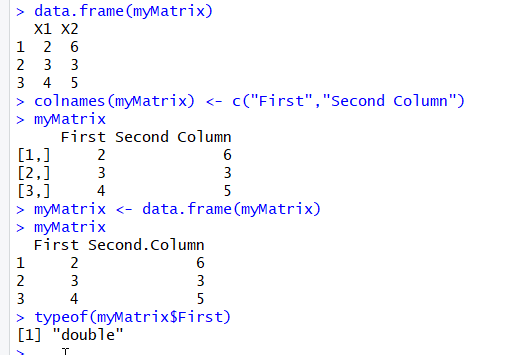 > data.frame(myMatrix)
  X1 X2
1  2  6
2  3  3
3  4  5
> colnames(myMatrix) <- c("First","Second Column")
> myMatrix
     First Second Column
[1,]     2             6
[2,]     3             3
[3,]     4             5
> myMatrix <- data.frame(myMatrix)
> myMatrix
  First Second.Column
1     2             6
2     3             3
3     4             5
> typeof(myMatrix$First)
[1] "double"
>